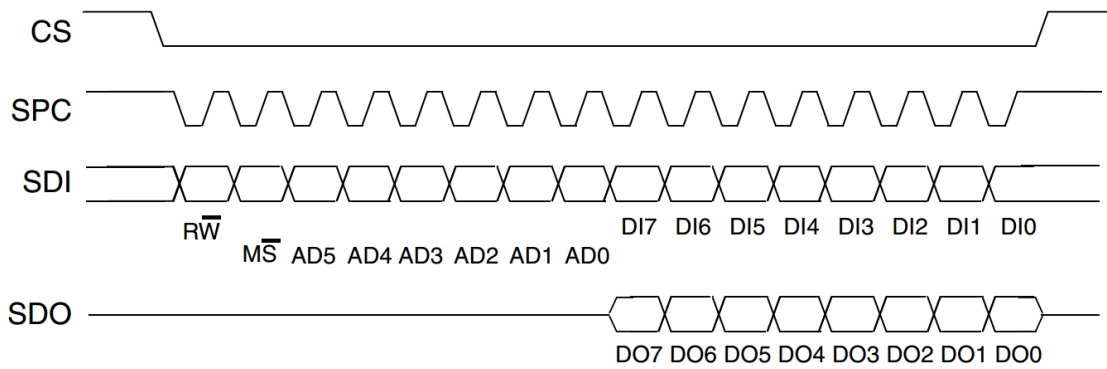 CS
SPC
SDI
RW̅
DI7 DI6 DI5 DI4 DI3 DI2 DI1 DI0
MS̅ AD5 AD4 AD3 AD2 AD1 AD0
SDO
DO7 DO6 DO5 DO4 DO3 DO2 DO1 DO0